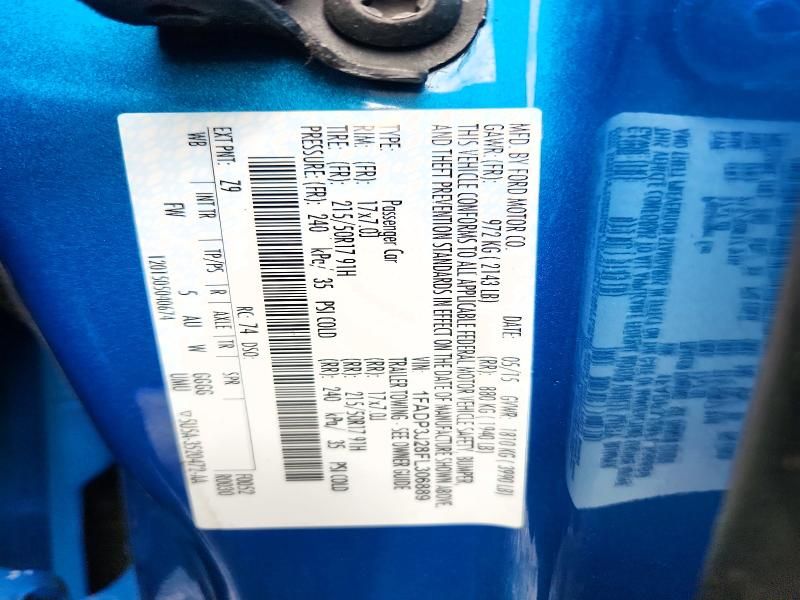 MFD. BY FORD MOTOR CO.
DATE: 05/15 GVWR: 1810 KG ( 3990 LB)
GAWR: (FR): 972 KG ( 2143 LB) (RR): 880 KG ( 1940 LB)
THIS VEHICLE CONFORMS TO ALL APPLICABLE FEDERAL MOTOR VEHICLE SAFETY BUMPER,
AND THEFT PREVENTION STANDARDS IN EFFECT ON THE DATE OF MANUFACTURE SHOWN ABOVE.
VIN: 1FADP3J28FL306889
TYPE: Passenger Car TRAILER TOWING - SEE OWNER GUIDE
RIM: (FR): 17x7.0J (RR): 17x7.0J
TIRE: (FR): 215/50R17 91H (RR): 215/50R17 91H
PRESSURE: (FR): 240 kPa/ 35 PSI COLD (RR): 240 kPa/ 35 PSI COLD
RC: 74 DSO:
EXT PNT: Z9 F0052
WB INT TR TP/PS R AXLE TR SPR R0030
FW 5 AU W GGGG UNU
1201505040674